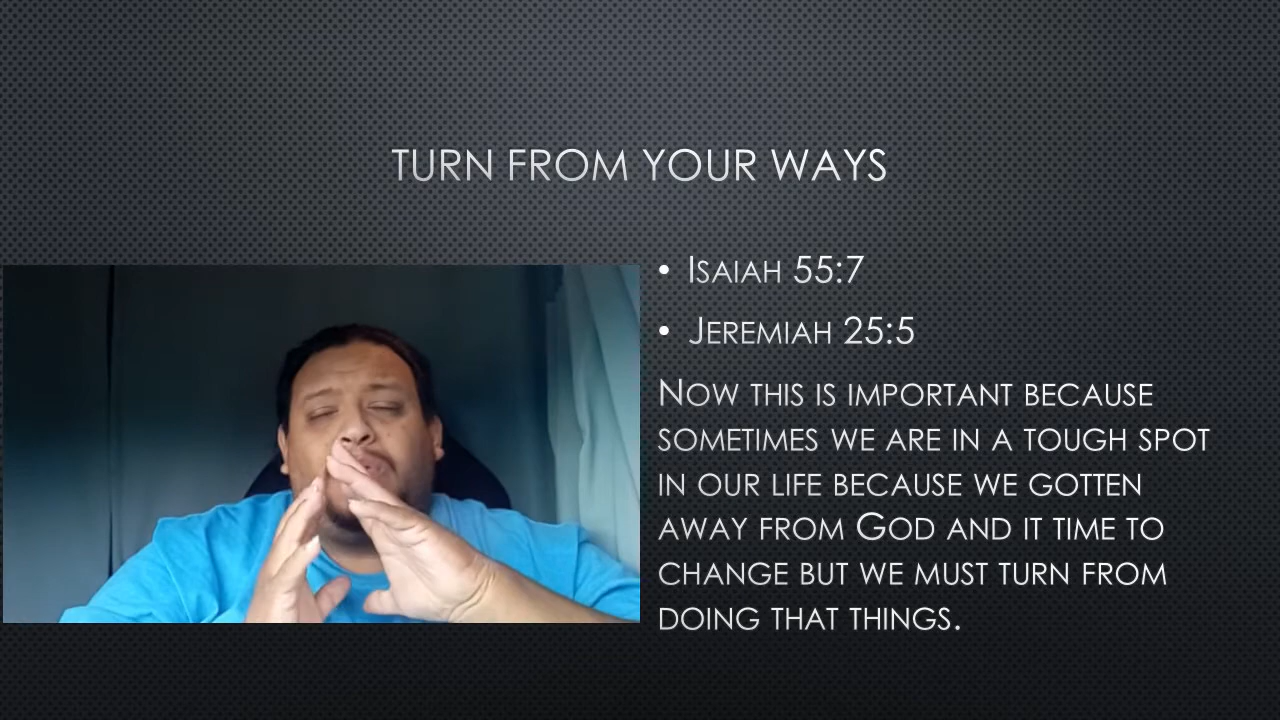 TURN FROM YOUR WAYS
• ISAIAH 55:7
• JEREMIAH 25:5
NOW THIS IS IMPORTANT BECAUSE
SOMETIMES WE ARE IN A TOUGH SPOT
IN OUR LIFE BECAUSE WE GOTTEN
AWAY FROM GOD AND IT TIME TO
CHANGE BUT WE MUST TURN FROM
DOING THAT THINGS.